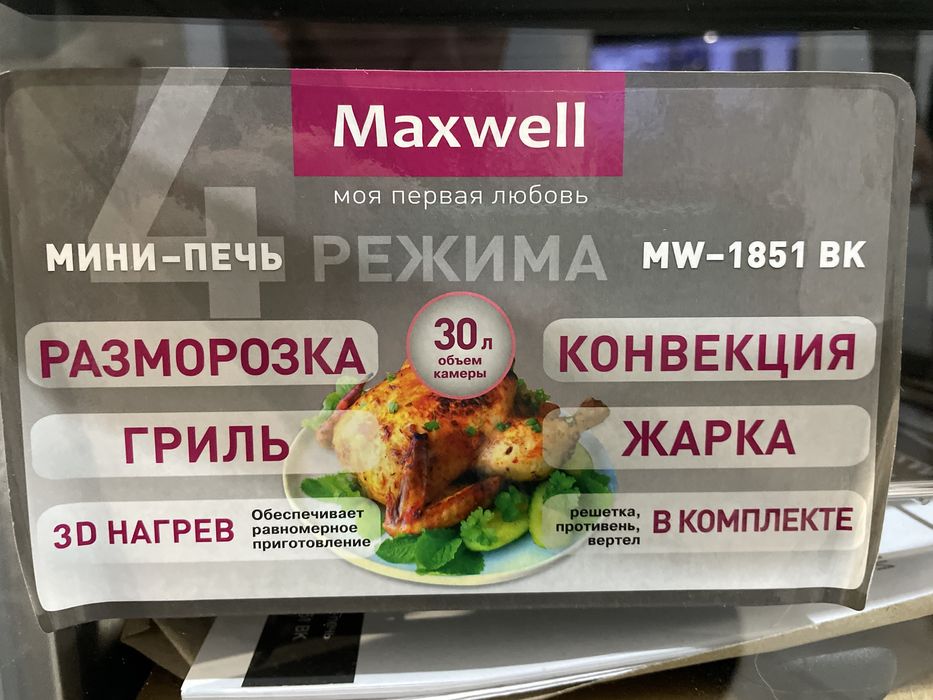 Maxwell
моя первая любовь
4 РЕЖИМА
МИНИ-ПЕЧЬ
MW-1851 BK
РАЗМОРОЗКА
30 л
объем
камеры
КОНВЕКЦИЯ
ГРИЛЬ
ЖАРКА
3D НАГРЕВ
Обеспечивает
равномерное
приготовление
решетка,
противень,
вертел
В КОМПЛЕКТЕ